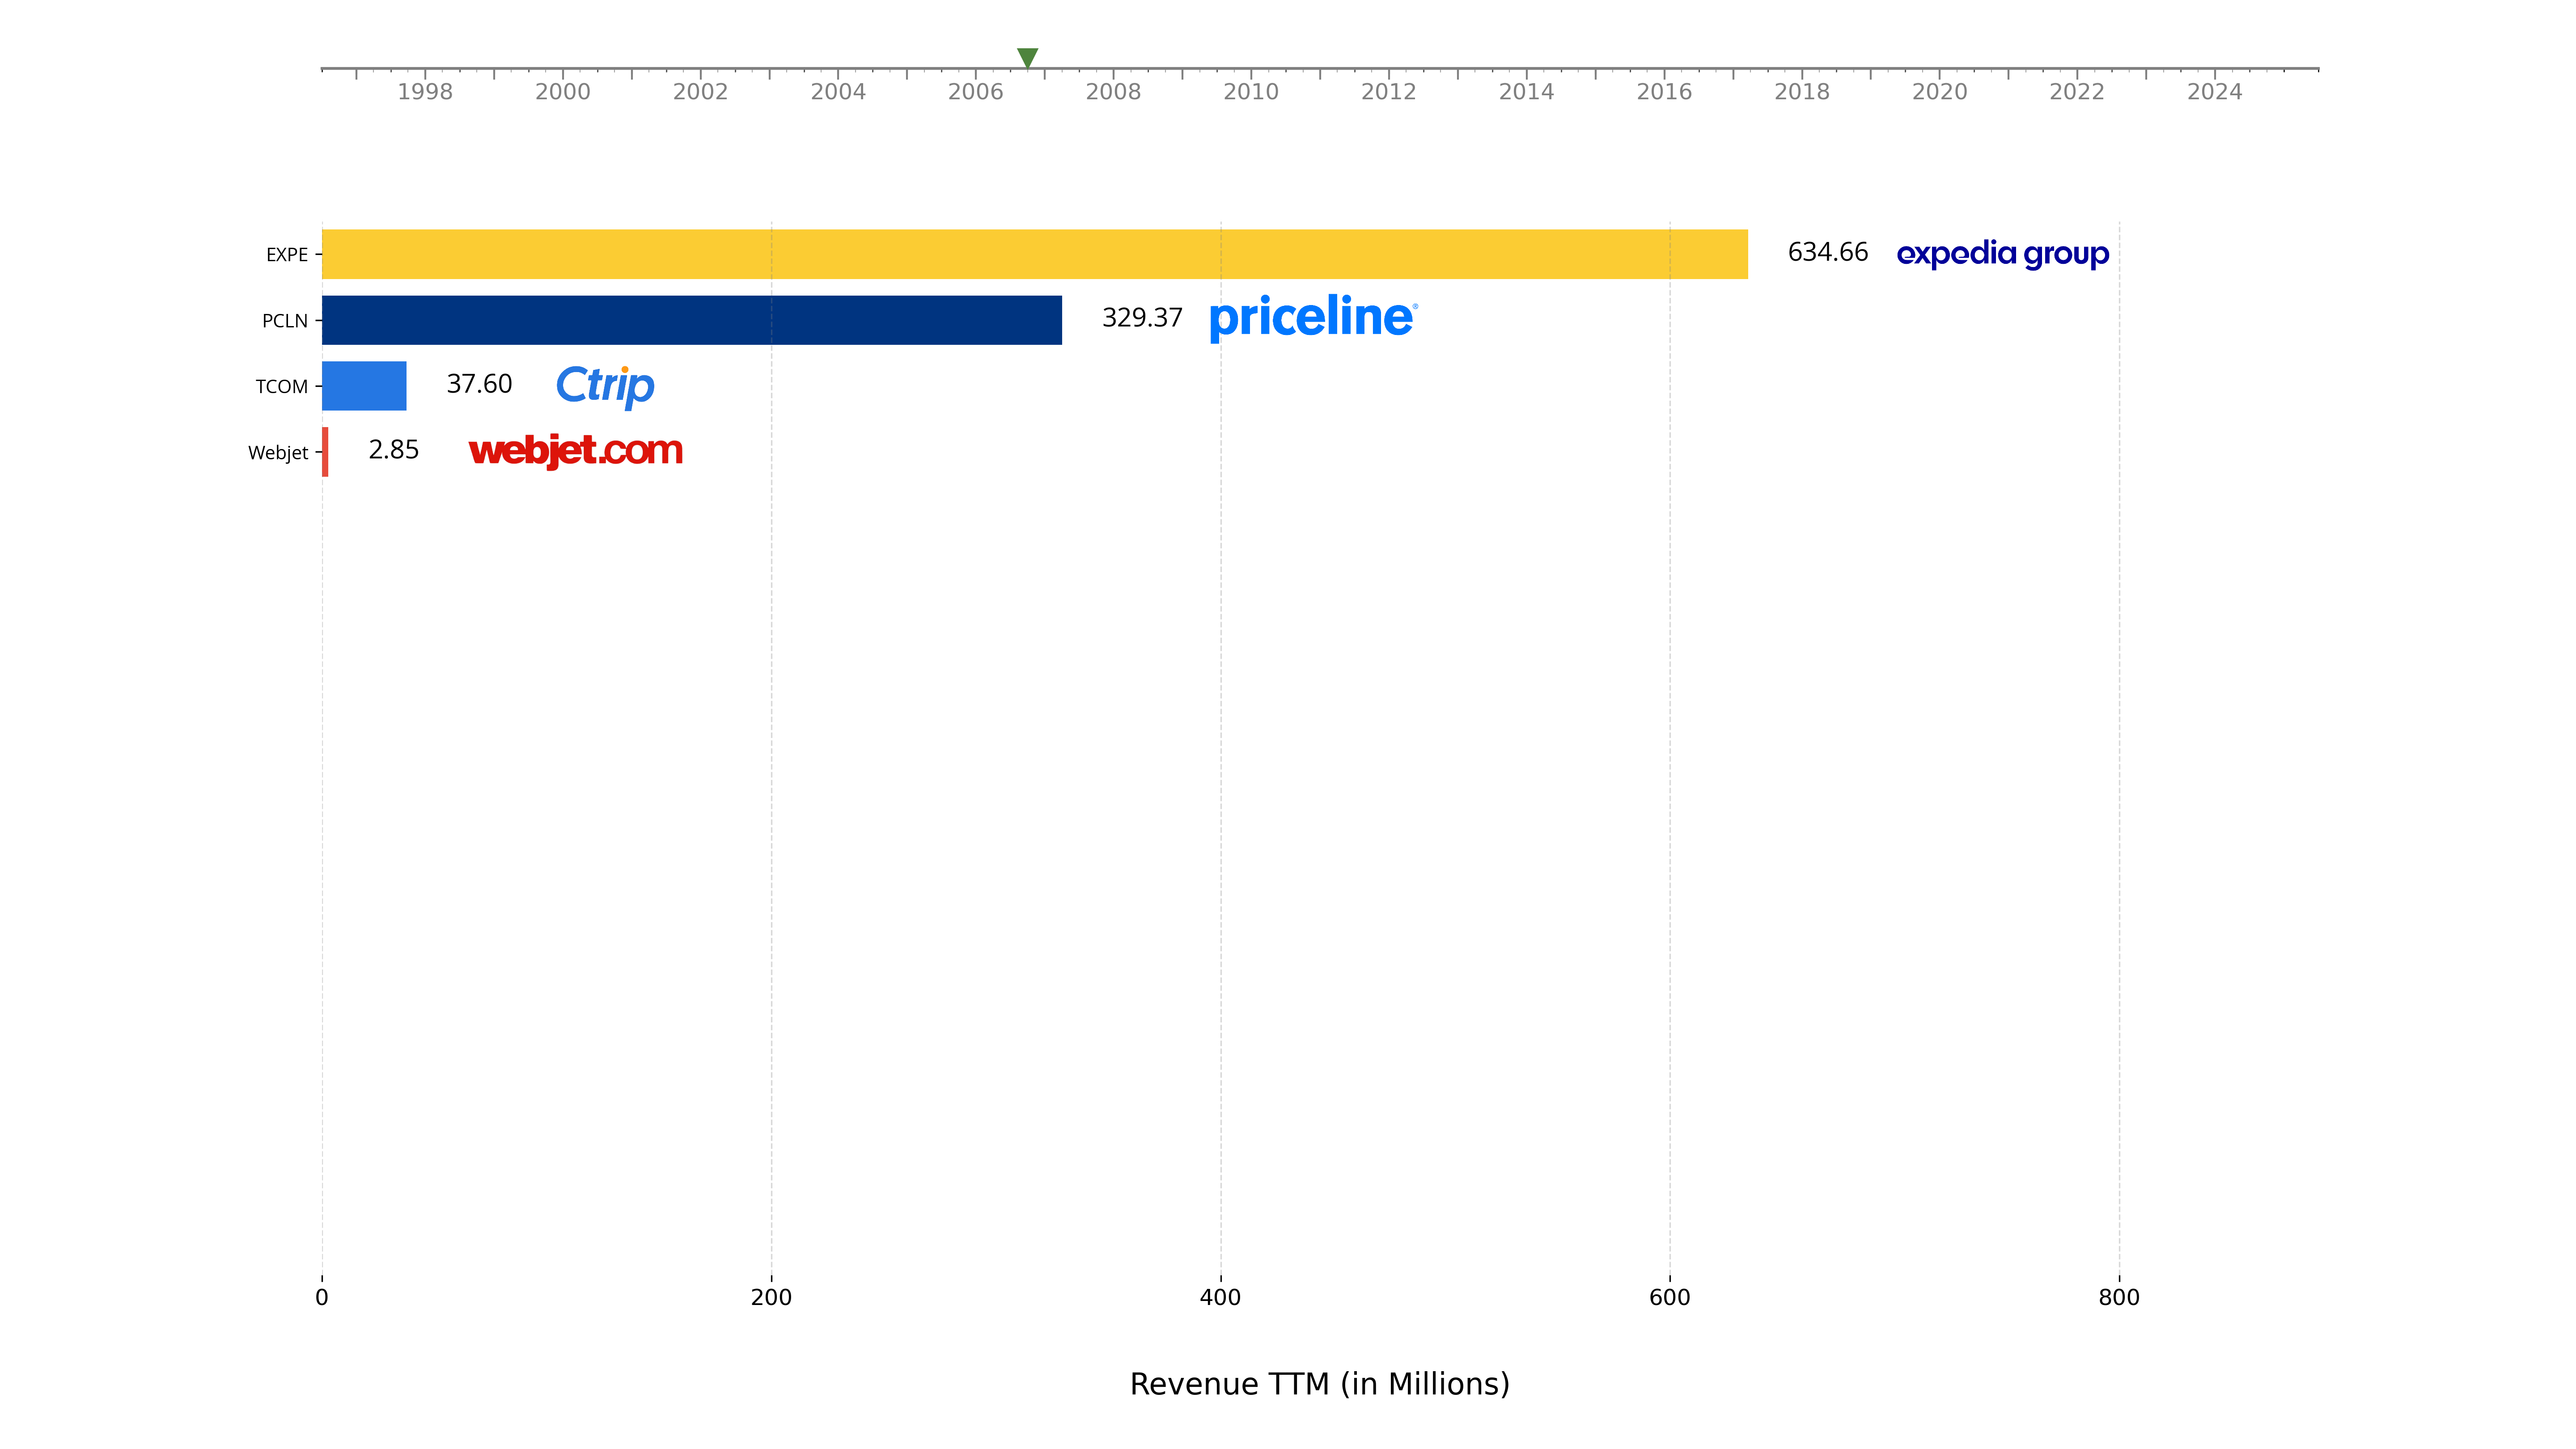 1998 2000 2002 2004 2006 2008 2010 2012 2014 2016 2018 2020 2022 2024
EXPE 634.66 expedia group
PCLN 329.37 priceline®
TCOM 37.60 Ctrip
Webjet 2.85 webjet.com
0 200 400 600 800
Revenue TTM (in Millions)